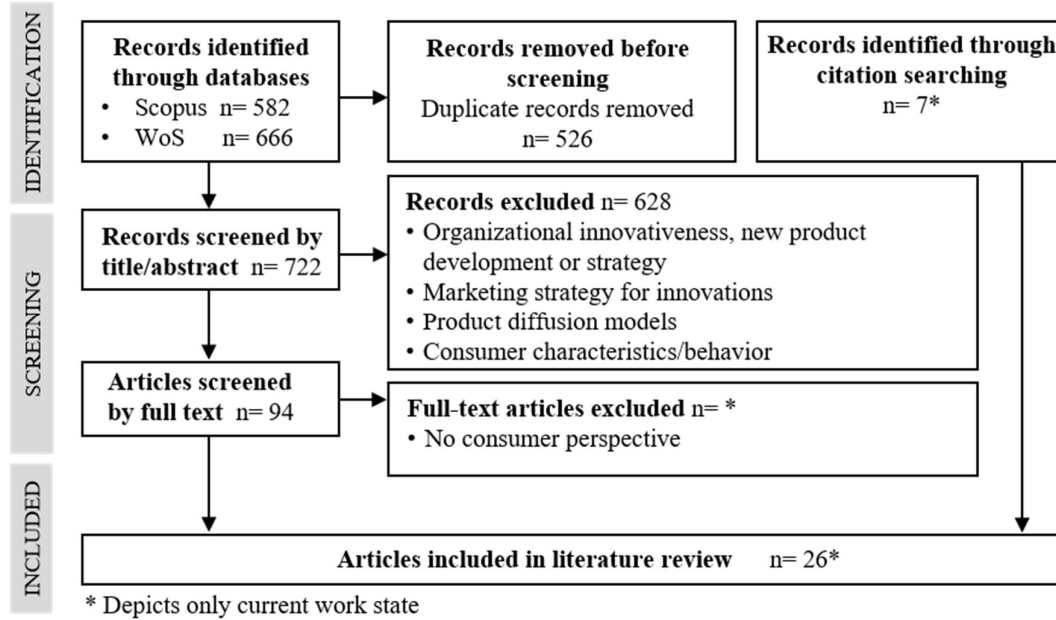 IDENTIFICATION
Records identified
through databases
• Scopus n= 582
• WoS n= 666
Records removed before
screening
Duplicate records removed
n= 526
Records identified through
citation searching
n= 7*
SCREENING
Records screened by
title/abstract n= 722
Records excluded n= 628
• Organizational innovativeness, new product
development or strategy
• Marketing strategy for innovations
• Product diffusion models
• Consumer characteristics/behavior
Articles screened
by full text n= 94
Full-text articles excluded n= *
• No consumer perspective
INCLUDED
Articles included in literature review n= 26*
* Depicts only current work state